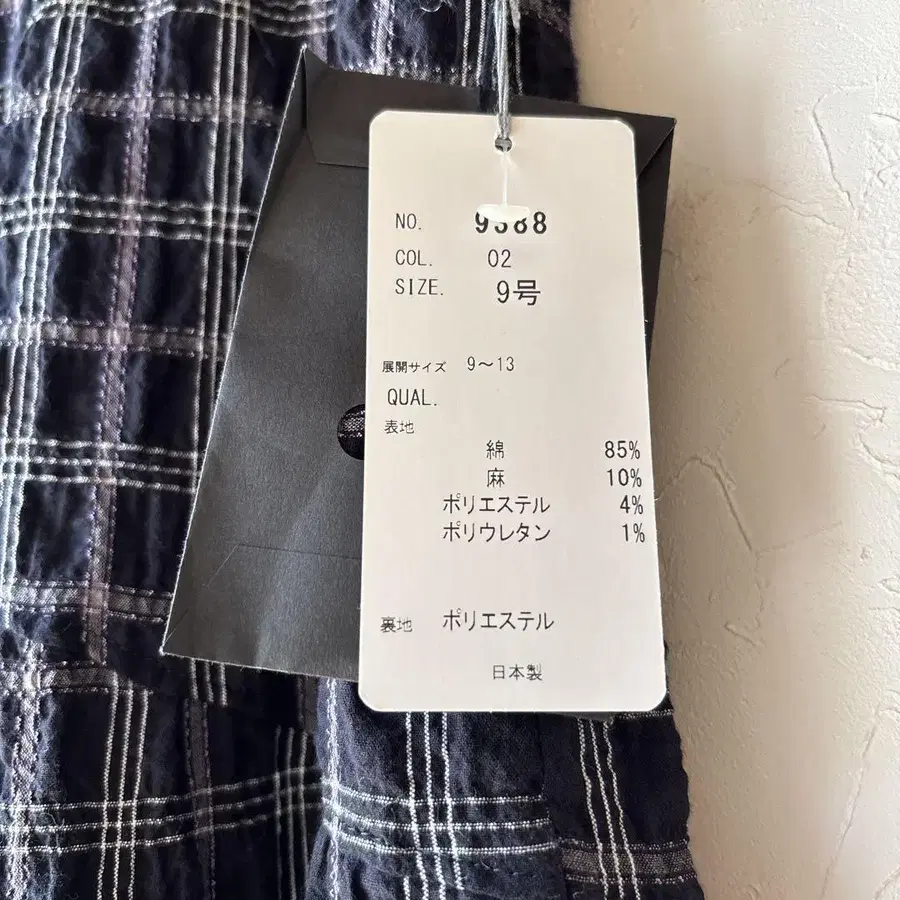 NO. 9388
COL. 02
SIZE. 9号
展開サイズ 9〜13
QUAL.
表地
綿 85%
麻 10%
ポリエステル 4%
ポリウレタン 1%
裏地 ポリエステル
日本製